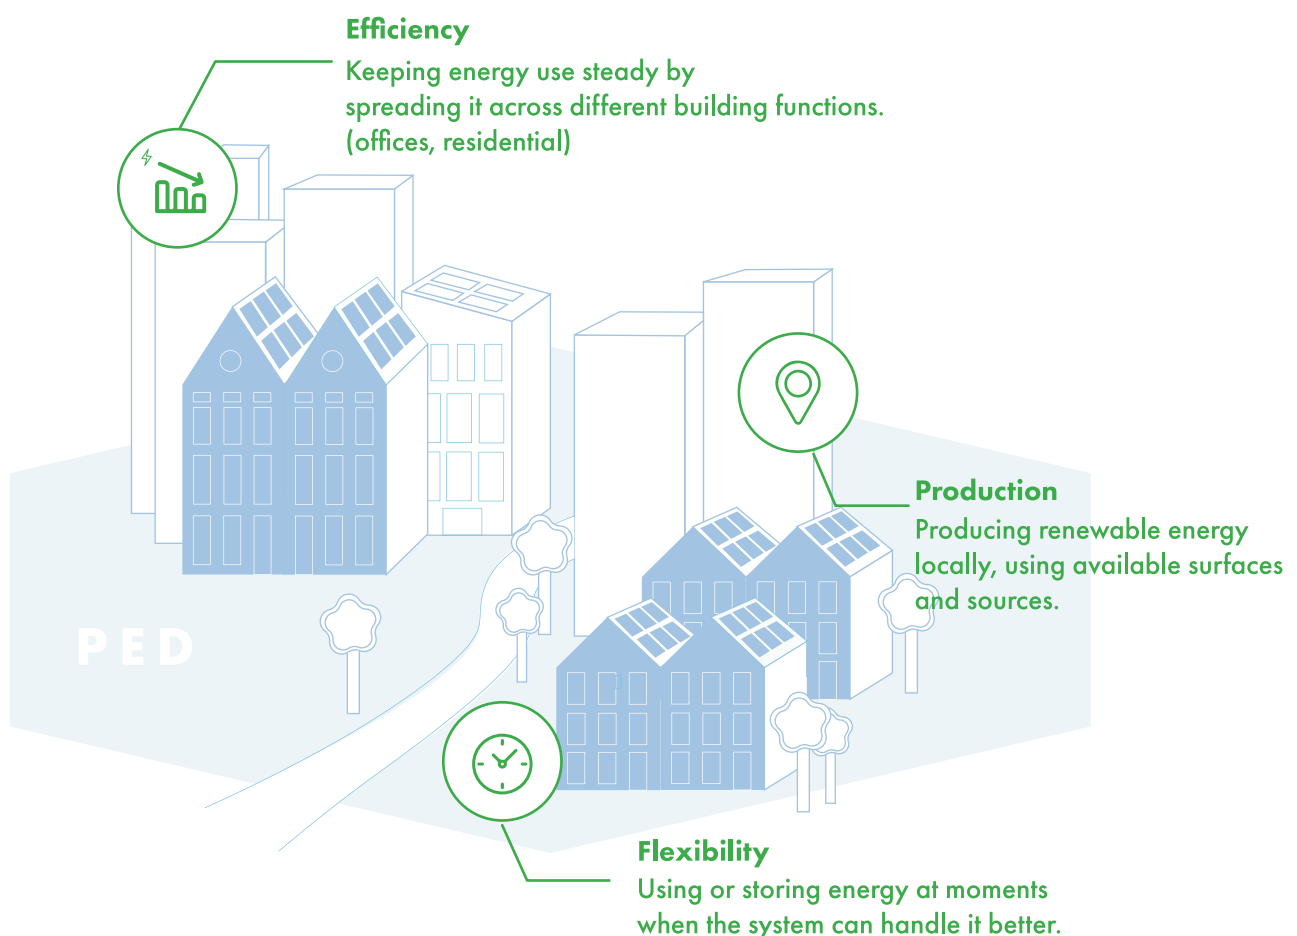 Efficiency
Keeping energy use steady by
spreading it across different building functions.
(offices, residential)
Production
Producing renewable energy
locally, using available surfaces
and sources.
PED
Flexibility
Using or storing energy at moments
when the system can handle it better.